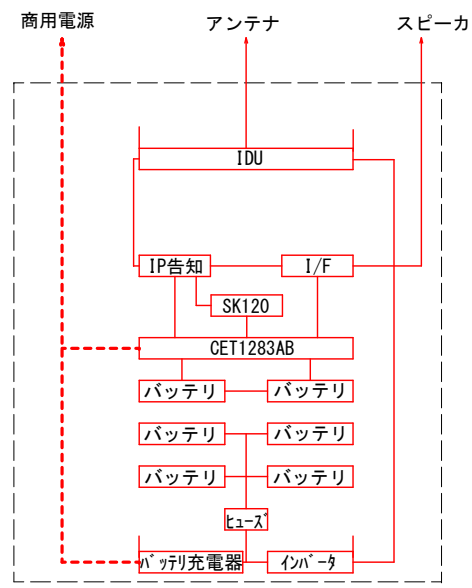 商用電源
アンテナ
スピーカ
IDU
IP告知
I/F
SK120
CET1283AB
バッテリ
バッテリ
バッテリ
バッテリ
バッテリ
バッテリ
ﾋｭｰｽﾞ
ﾊﾞｯﾃﾘ充電器
ｲﾝﾊﾞｰﾀ